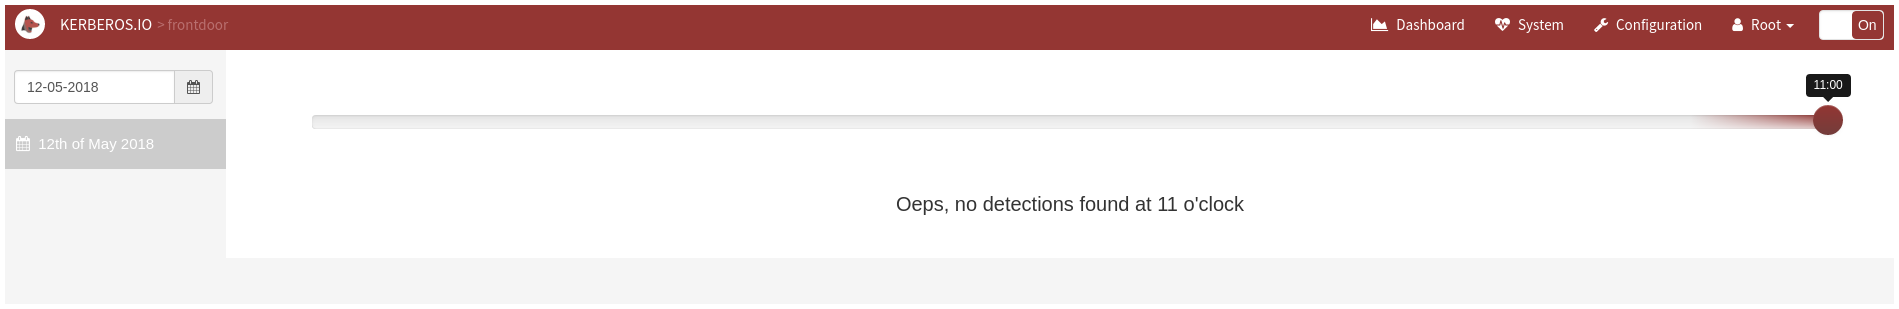 KERBEROS.IO > frontdoor
Dashboard
System
Configuration
Root
On
12-05-2018
11:00
12th of May 2018
Oeps, no detections found at 11 o'clock